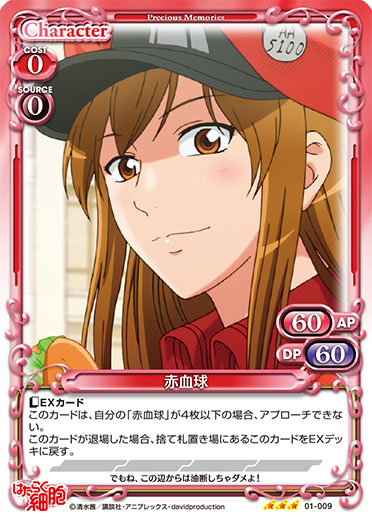 Precious Memories
Character
COST
0
SOURCE
0
AA
5100
60 AP
DP 60
赤血球
EXカード
このカードは、自分の「赤血球」が4枚以下の場合、アプローチできな
い。
このカードが退場した場合、捨て札置き場にあるこのカードをEXデッ
キに戻す。
でもね、この辺からは油断しちゃダメよ!
はたらく
細胞
©清水茜／講談社・アニプレックス・davidproduction
01-009